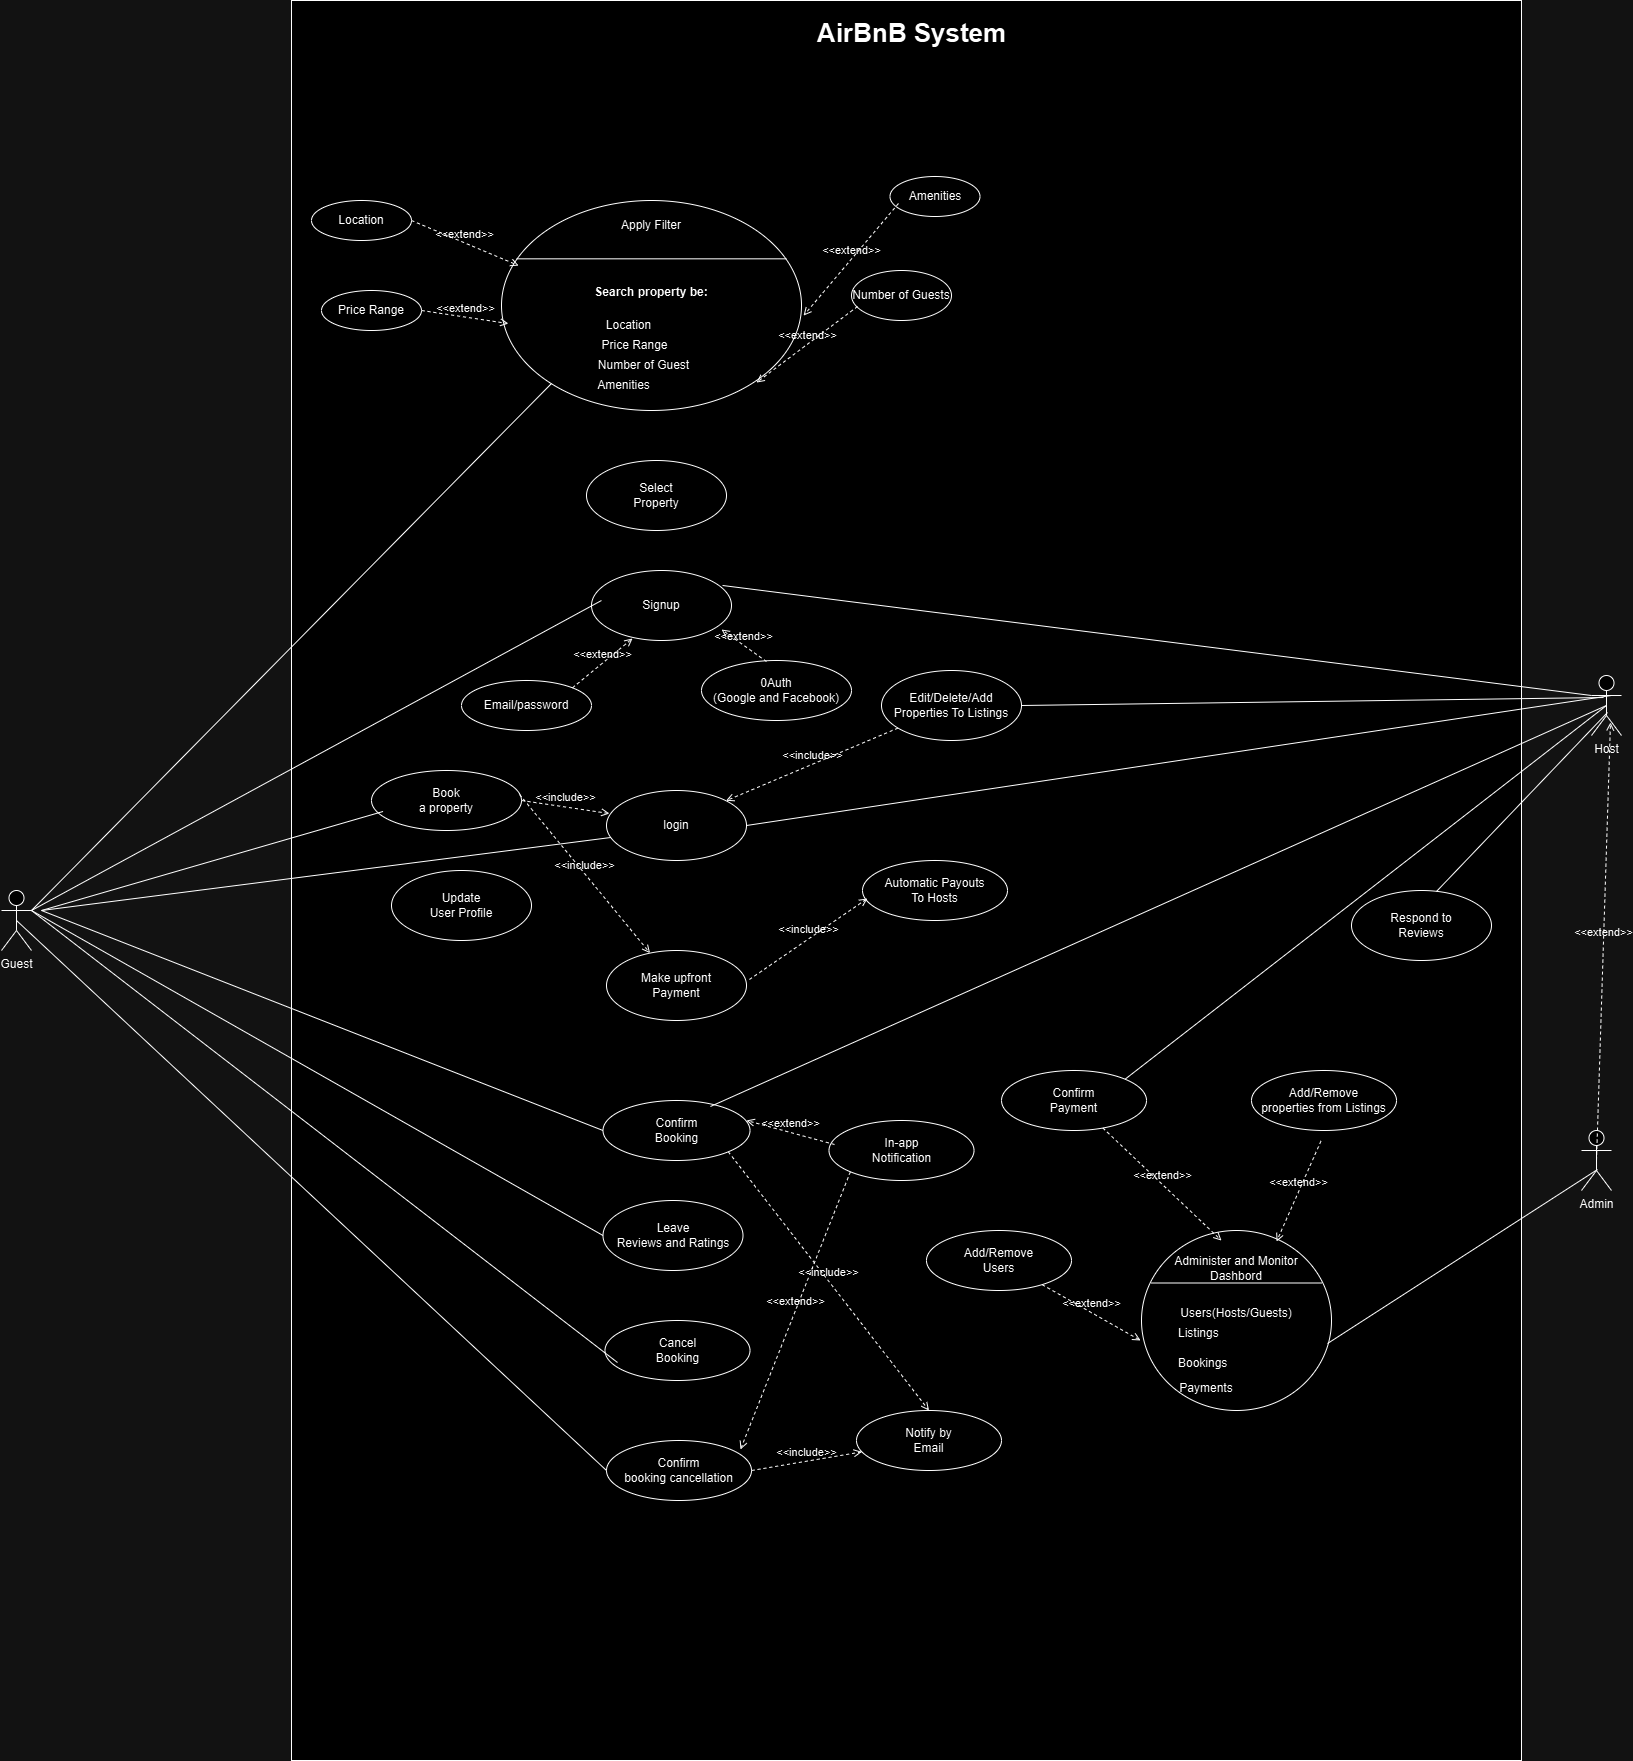 AirBnB System
Location
<<extend>>
Price Range
<<extend>>
Apply Filter
Search property be:
Location
Price Range
Number of Guest
Amenities
Amenities
<<extend>>
Number of Guests
<<extend>>
Select
Property
Signup
<<extend>>
<<extend>>
Email/password
0Auth
(Google and Facebook)
Edit/Delete/Add
Properties To Listings
<<include>>
Host
Book
a property
<<include>>
login
<<include>>
Update
User Profile
Automatic Payouts
To Hosts
<<include>>
Make upfront
Payment
Respond to
Reviews
<<extend>>
Guest
Confirm
Booking
<<extend>>
In-app
Notification
Confirm
Payment
Add/Remove
properties from Listings
<<extend>>
<<extend>>
Admin
Leave
Reviews and Ratings
<<include>>
<<extend>>
Add/Remove
Users
<<extend>>
Administer and Monitor
Dashbord
Users(Hosts/Guests)
Listings
Bookings
Payments
Cancel
Booking
Notify by
Email
Confirm
booking cancellation
<<include>>